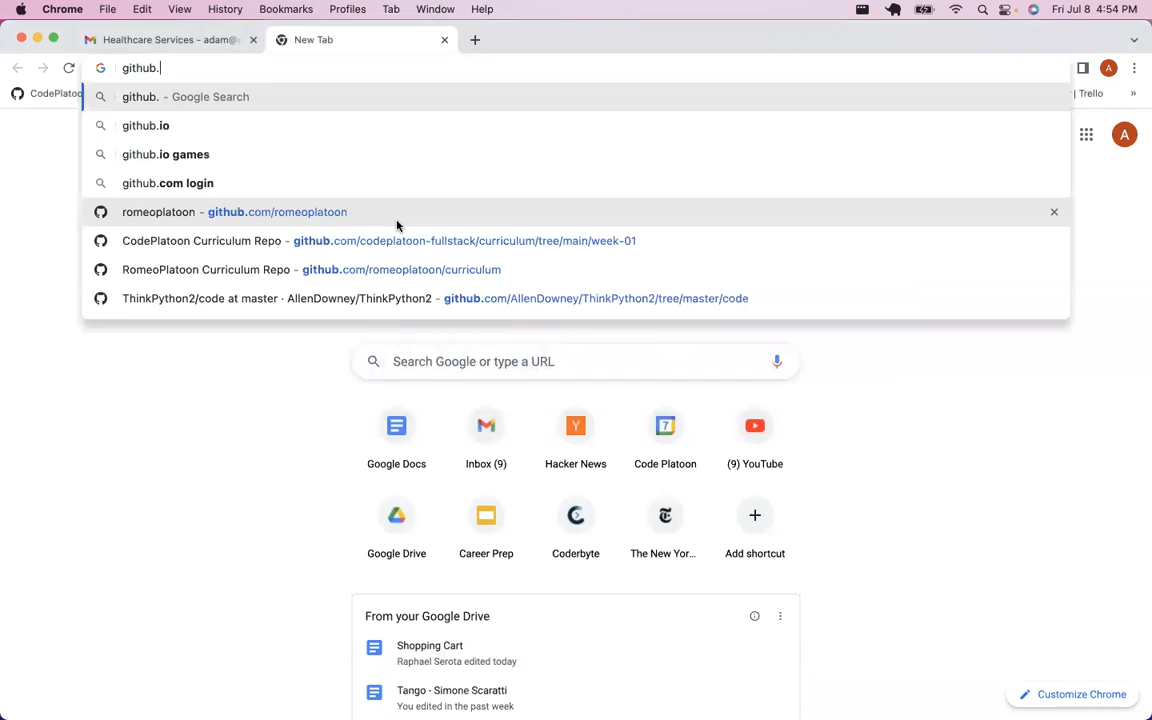 Chrome File Edit View History Bookmarks Profiles Tab Window Help Fri Jul 8 4:54 PM
Healthcare Services - adam@ New Tab
github.
CodePlatoo | Trello »
github. - Google Search
github.io
github.io games
github.com login
romeoplatoon - github.com/romeoplatoon
CodePlatoon Curriculum Repo - github.com/codeplatoon-fullstack/curriculum/tree/main/week-01
RomeoPlatoon Curriculum Repo - github.com/romeoplatoon/curriculum
ThinkPython2/code at master · AllenDowney/ThinkPython2 - github.com/AllenDowney/ThinkPython2/tree/master/code
A
A
Search Google or type a URL
Google Docs Inbox (9) Hacker News Code Platoon (9) YouTube
Google Drive Career Prep Coderbyte The New Yor... Add shortcut
From your Google Drive
Shopping Cart
Raphael Serota edited today
Tango - Simone Scaratti
You edited in the past week
Customize Chrome